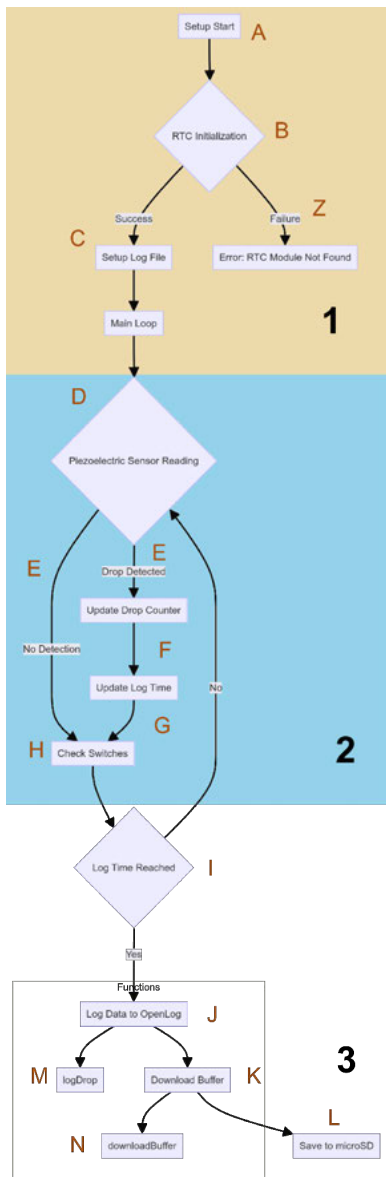 Setup Start
A
RTC Initialization
B
Success
Failure
Z
C
Setup Log File
Error: RTC Module Not Found
Main Loop
1
D
Piezoelectric Sensor Reading
E
E
Drop Detected
Update Drop Counter
No Detection
F
Update Log Time
No
G
H
Check Switches
2
Log Time Reached
I
Yes
Functions
Log Data to OpenLog
J
M
logDrop
Download Buffer
K
3
N
downloadBuffer
L
Save to microSD